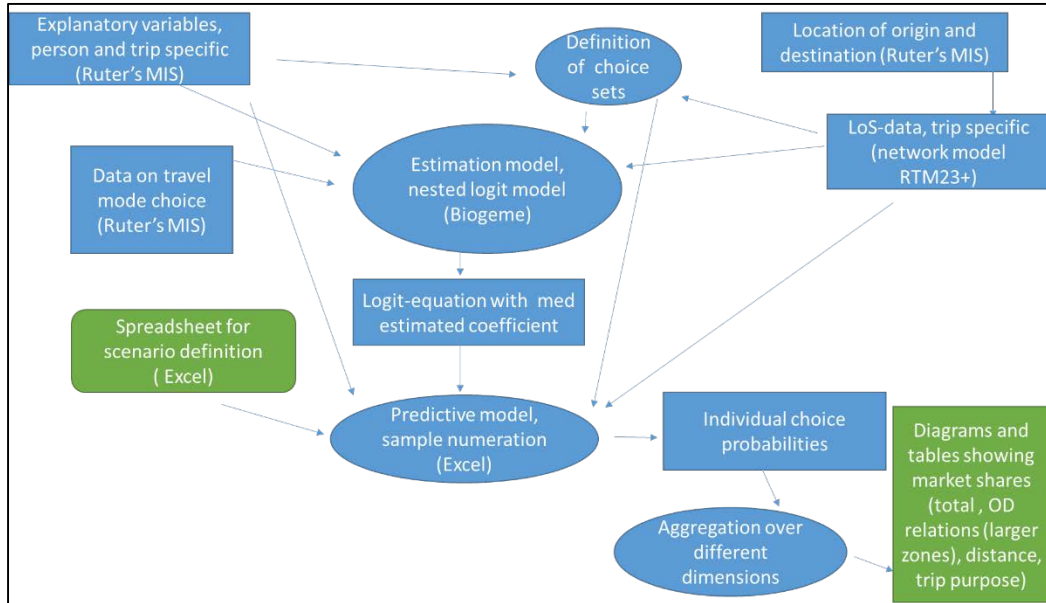 Explanatory variables,
person and trip specific
(Ruter's MIS)
Definition
of choice
sets
Location of origin and
destination (Ruter's MIS)
LoS-data, trip specific
(network model
RTM23+)
Data on travel
mode choice
(Ruter's MIS)
Estimation model,
nested logit model
(Biogeme)
Logit-equation with med
estimated coefficient
Spreadsheet for
scenario definition
( Excel)
Predictive model,
sample numeration
(Excel)
Individual choice
probabilities
Diagrams and
tables showing
market shares
(total , OD
relations (larger
zones), distance,
trip purpose)
Aggregation over
different
dimensions